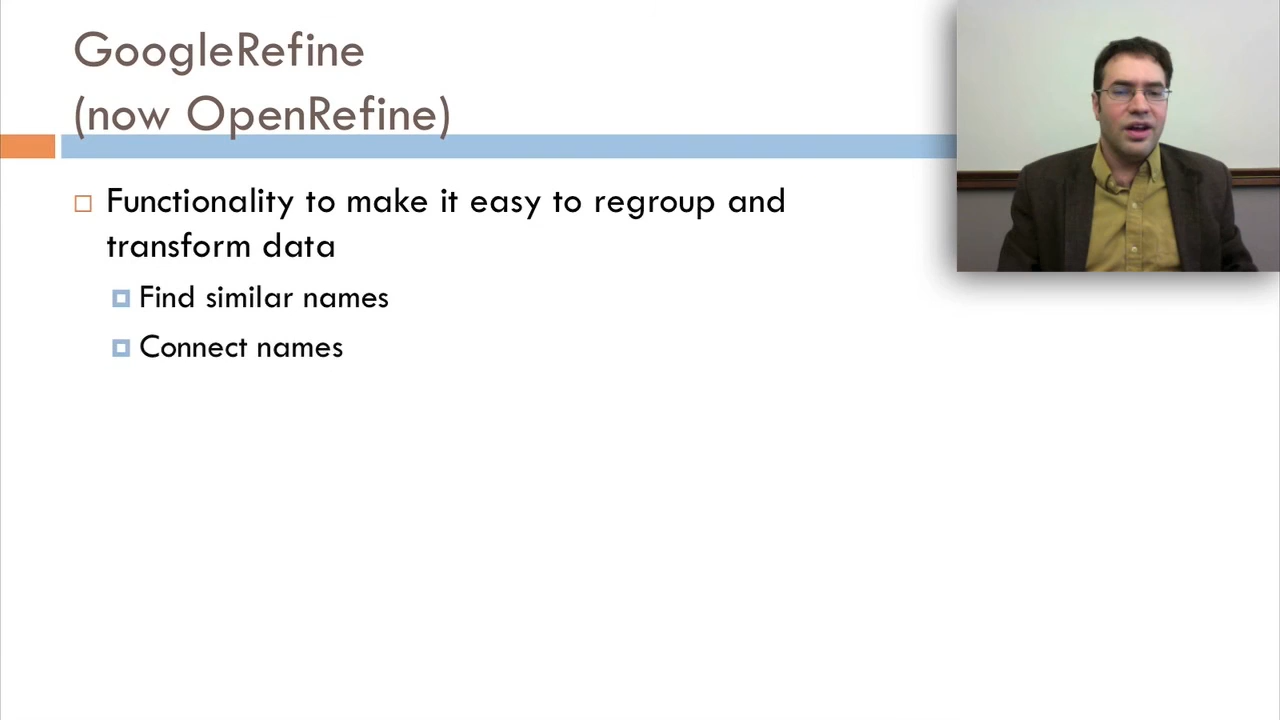 GoogleRefine
(now OpenRefine)
Functionality to make it easy to regroup and
transform data
Find similar names
Connect names